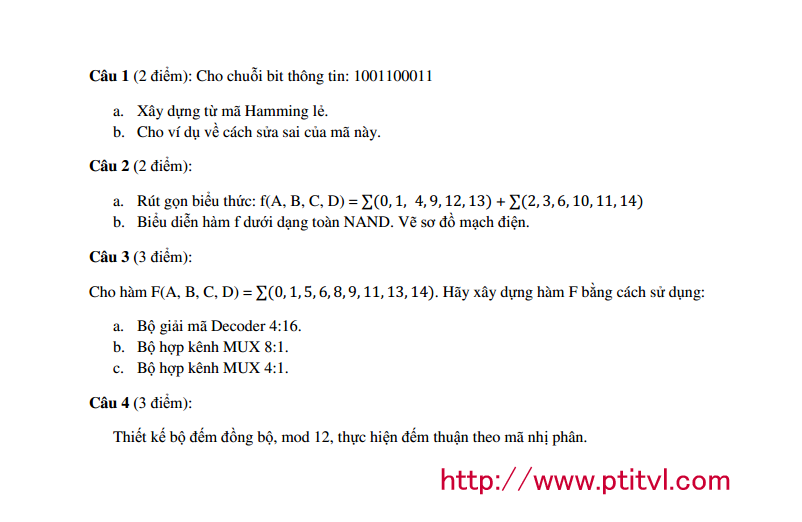 Câu 1 (2 điểm): Cho chuỗi bit thông tin: 1001100011
a. Xây dựng từ mã Hamming lẻ.
b. Cho ví dụ về cách sửa sai của mã này.
Câu 2 (2 điểm):
a. Rút gọn biểu thức: f(A, B, C, D) = ∑(0, 1, 4, 9, 12, 13) + ∑(2, 3, 6, 10, 11, 14)
b. Biểu diễn hàm f dưới dạng toàn NAND. Vẽ sơ đồ mạch điện.
Câu 3 (3 điểm):
Cho hàm F(A, B, C, D) = ∑(0, 1, 5, 6, 8, 9, 11, 13, 14). Hãy xây dựng hàm F bằng cách sử dụng:
a. Bộ giải mã Decoder 4:16.
b. Bộ hợp kênh MUX 8:1.
c. Bộ hợp kênh MUX 4:1.
Câu 4 (3 điểm):
Thiết kế bộ đếm đồng bộ, mod 12, thực hiện đếm thuận theo mã nhị phân.
http://www.ptitvl.com